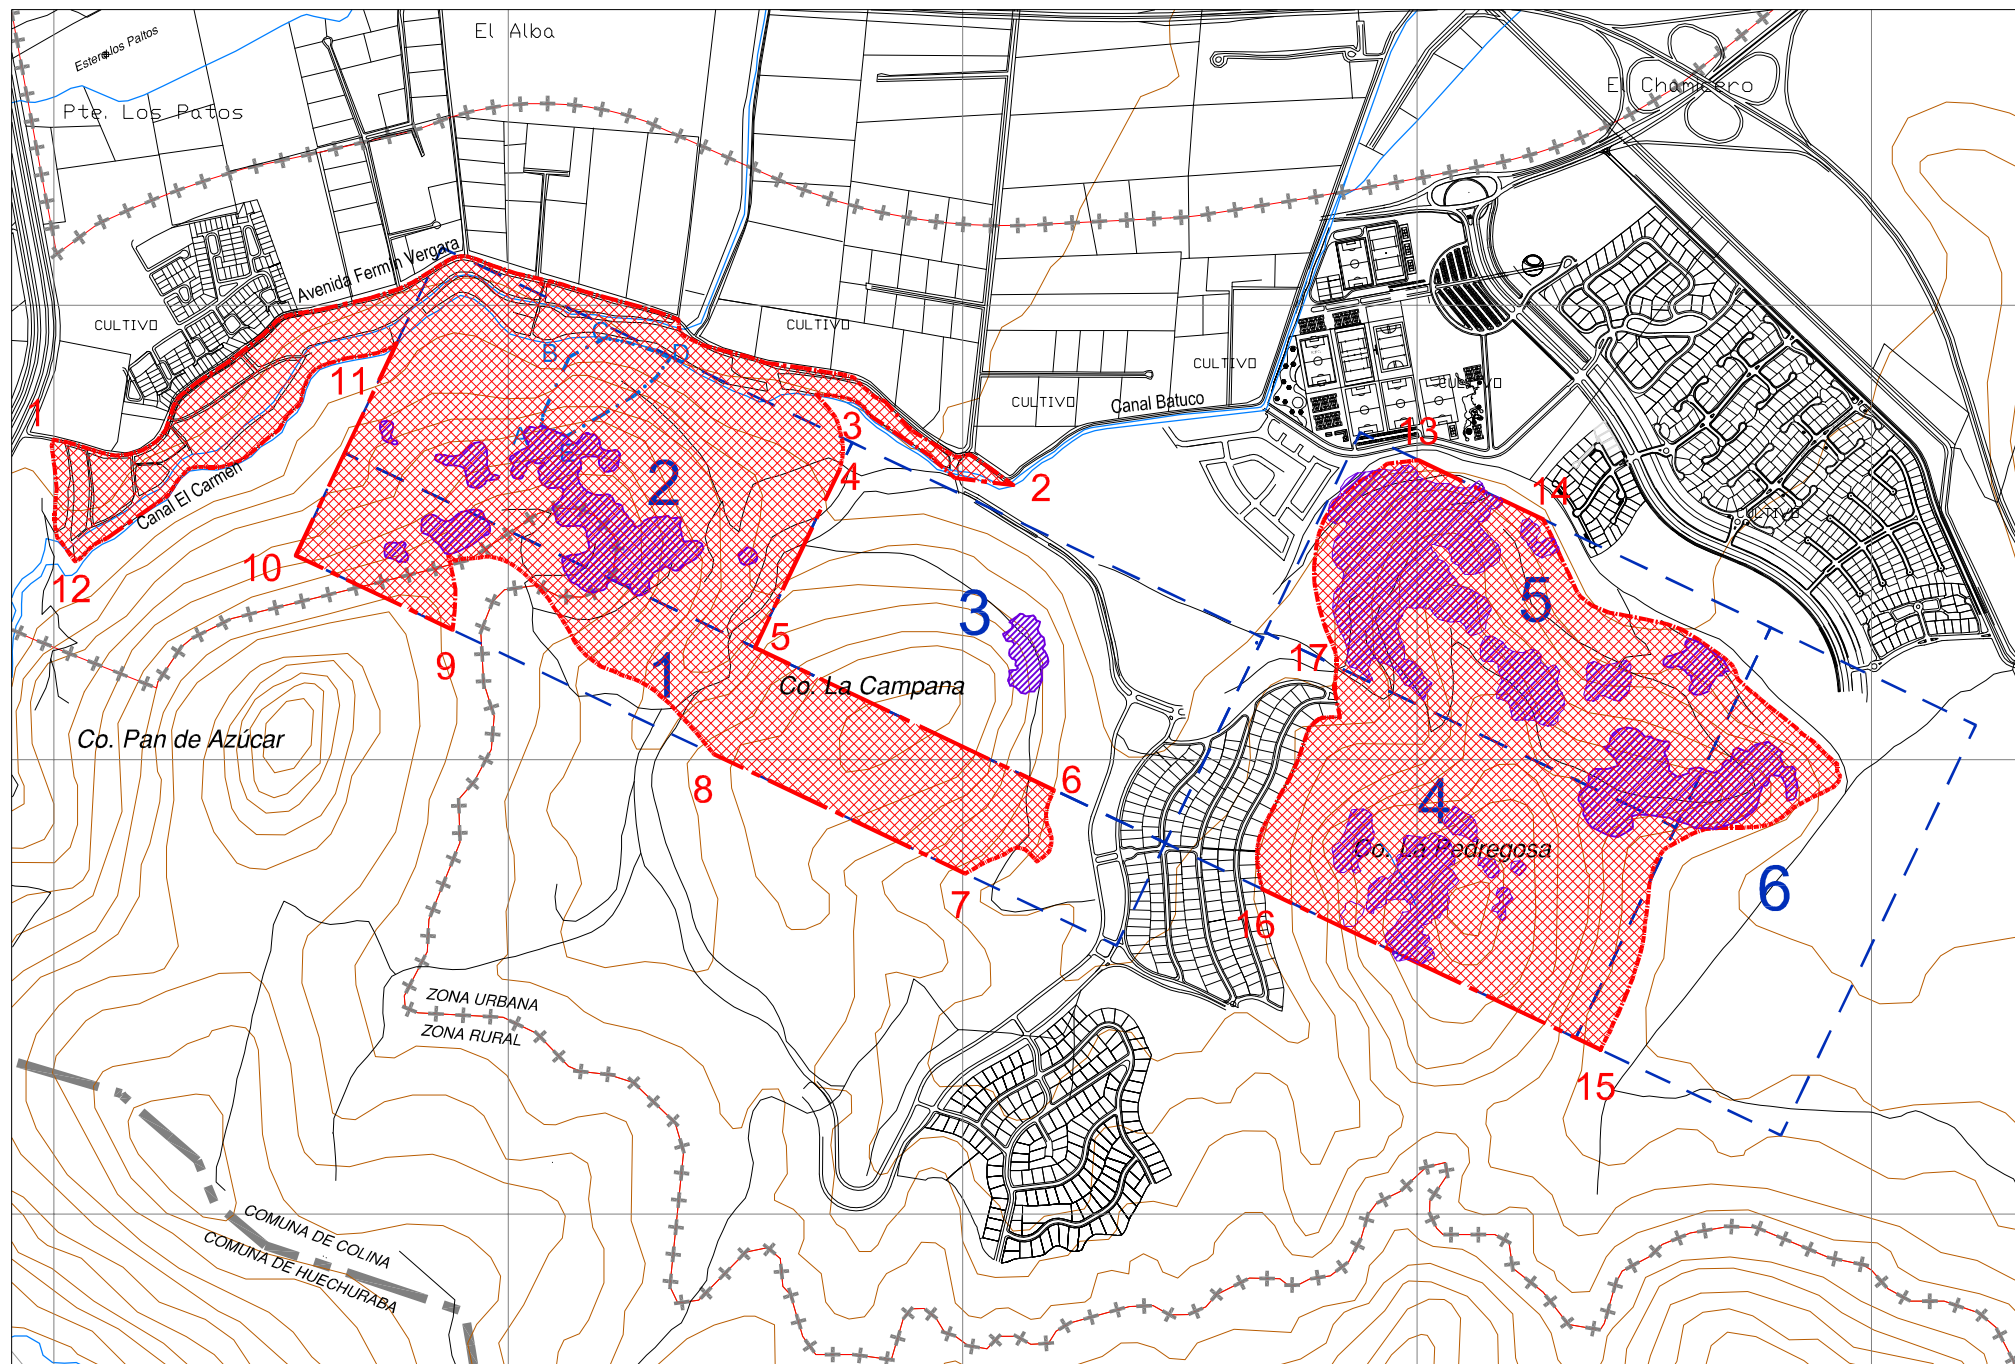 El Alba
Estero los Patos
Pte. Los Patos
El Chamicero
Avenida Fermín Vergara
CULTIVO
CULTIVO
CULTIVO
CULTIVO
CULTIVO
CULTIVO
Canal Batuco
Canal El Carmen
A
B
C
D
1
2
3
4
5
6
7
8
9
10
11
12
13
14
15
16
17
1
2
3
4
5
6
Co. La Campana
Co. Pan de Azúcar
Co. La Pedregosa
ZONA URBANA
ZONA RURAL
COMUNA DE COLINA
COMUNA DE HUECHURABA